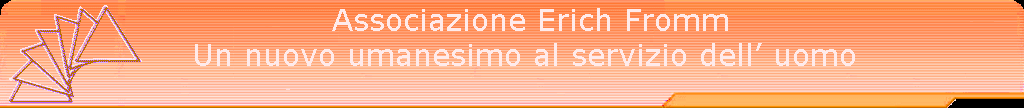 Associazione Erich Fromm
Un nuovo umanesimo al servizio dell’ uomo